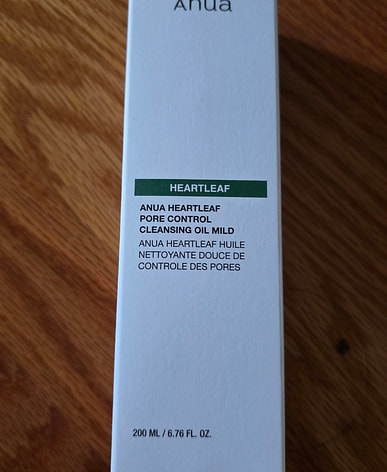 Anua
HEARTLEAF
ANUA HEARTLEAF
PORE CONTROL
CLEANSING OIL MILD
ANUA HEARTLEAF HUILE
NETTOYANTE DOUCE DE
CONTROLE DES PORES
200 ML / 6.76 FL. OZ.